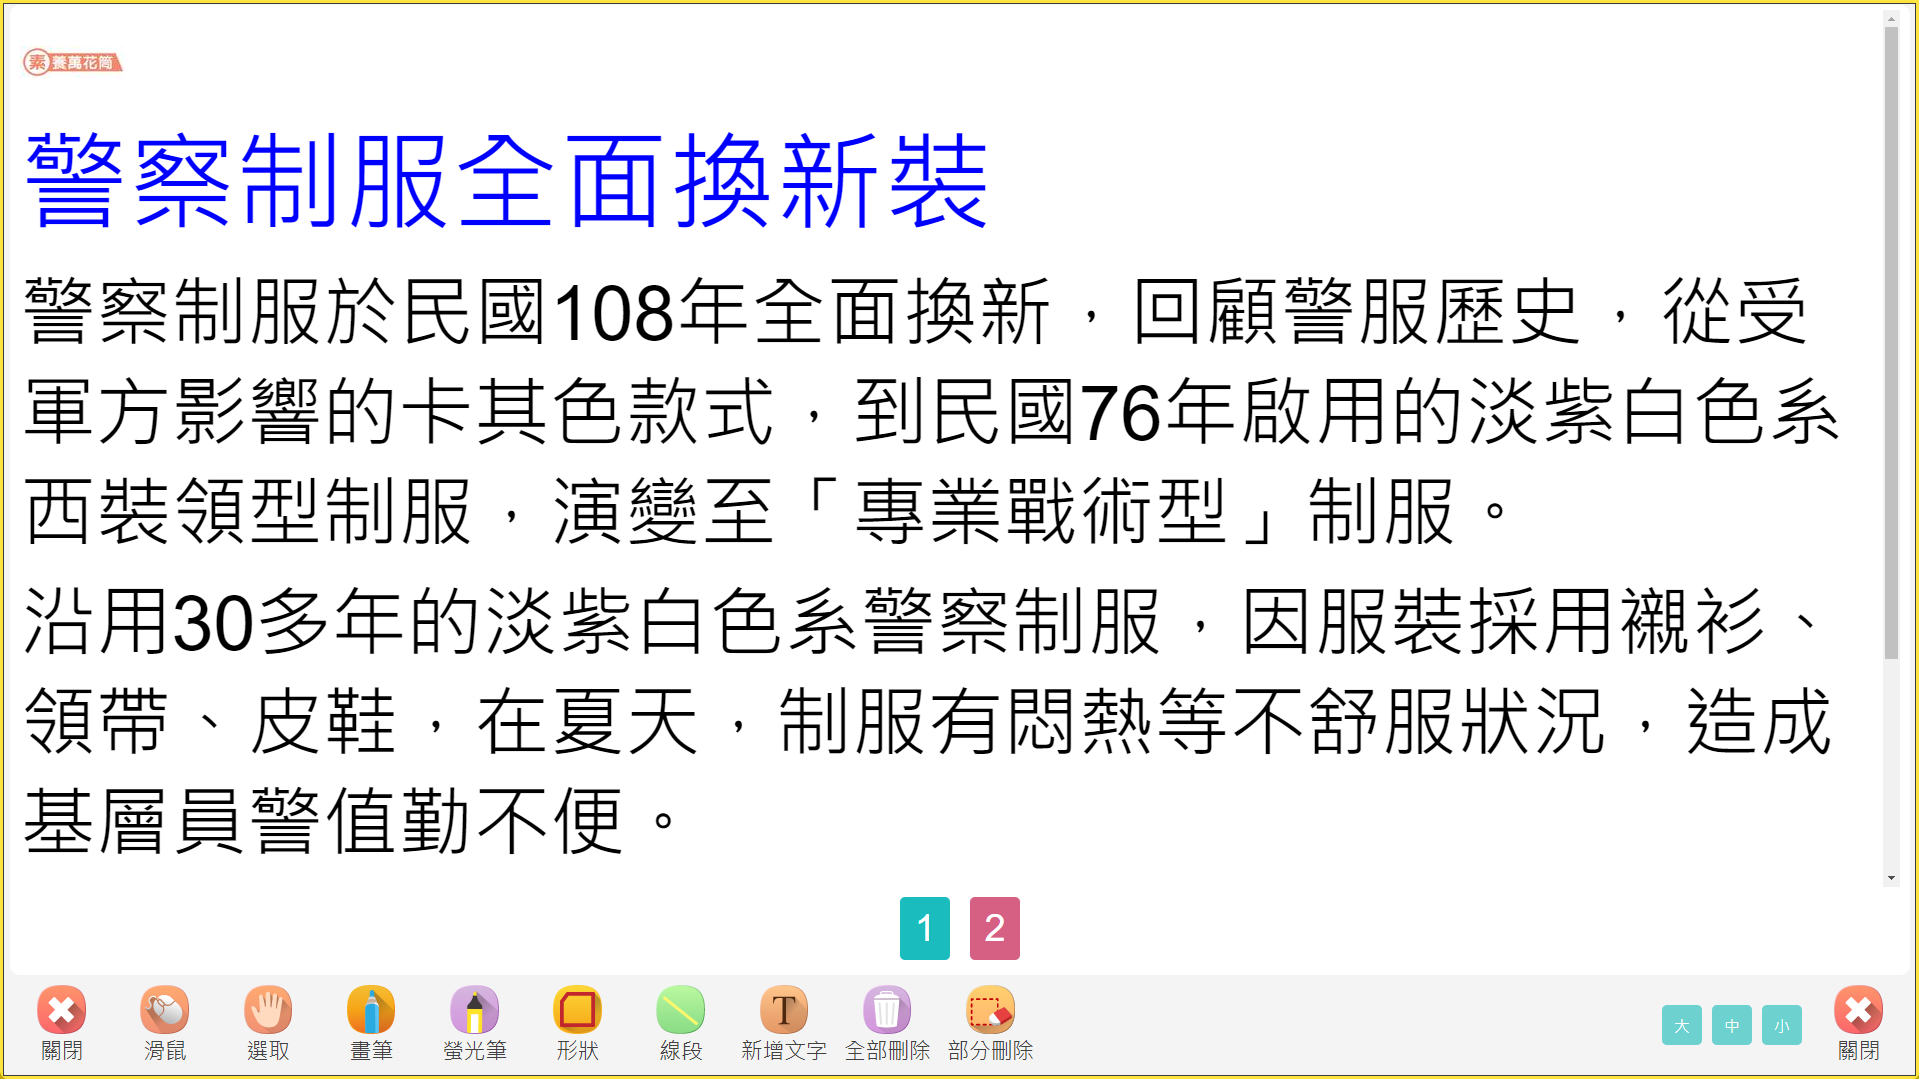 素養萬花筒
警察制服全面換新裝
警察制服於民國108年全面換新，回顧警服歷史，從受
軍方影響的卡其色款式，到民國76年啟用的淡紫白色系
西裝領型制服，演變至「專業戰術型」制服。
沿用30多年的淡紫白色系警察制服，因服裝採用襯衫、
領帶、皮鞋，在夏天，制服有悶熱等不舒服狀況，造成
基層員警值勤不便。
1 2
關閉 滑鼠 選取 畫筆 螢光筆 形狀 線段 新增文字 全部刪除 部分刪除 大 中 小 關閉